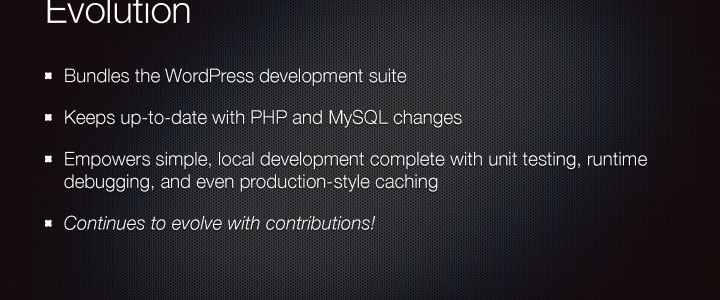 Evolution
Bundles the WordPress development suite
Keeps up-to-date with PHP and MySQL changes
Empowers simple, local development complete with unit testing, runtime
debugging, and even production-style caching
Continues to evolve with contributions!